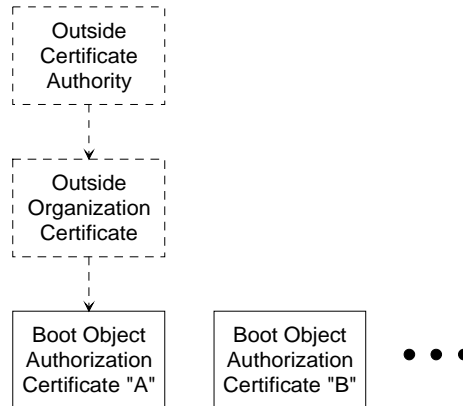 Outside
Certificate
Authority
Outside
Organization
Certificate
Boot Object
Authorization
Certificate "A"
Boot Object
Authorization
Certificate "B"